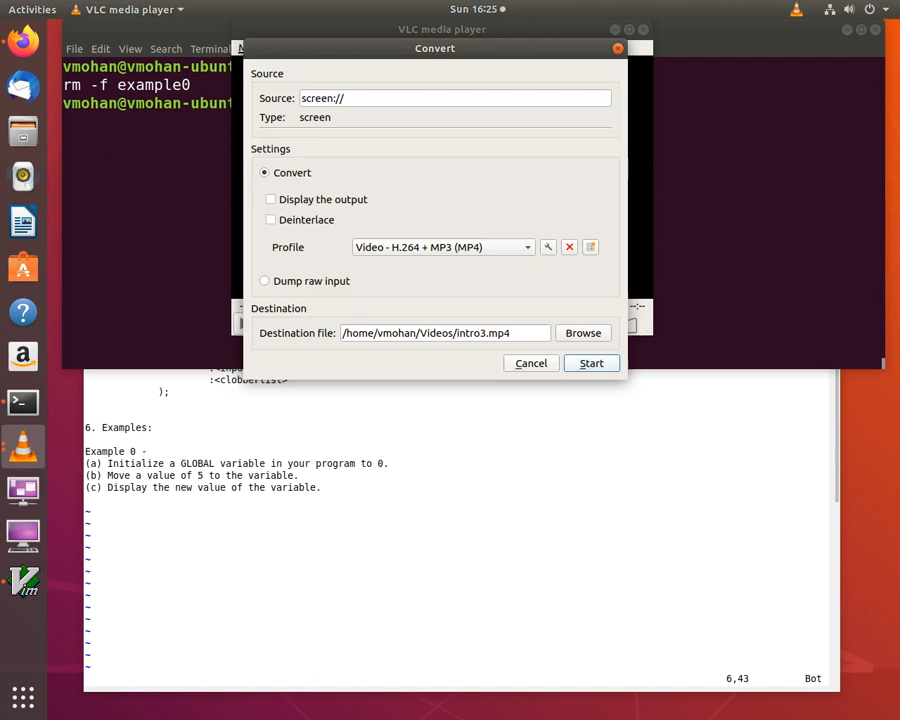 Activities VLC media player Sun 16:25
VLC media player
File Edit View Search Terminal
Convert
vmohan@vmohan-ubunt
rm -f example0
vmohan@vmohan-ubunt
Source
Source: screen://
Type: screen
Settings
Convert
Display the output
Deinterlace
Profile Video - H.264 + MP3 (MP4)
Dump raw input
Destination
--:--
Destination file: /home/vmohan/Videos/intro3.mp4 Browse
Cancel Start
:<clobberlist>
);
6. Examples:
Example 0 -
(a) Initialize a GLOBAL variable in your program to 0.
(b) Move a value of 5 to the variable.
(c) Display the new value of the variable.
~
~
~
~
~
~
~
~
~
~
~
~
~
~
6,43 Bot